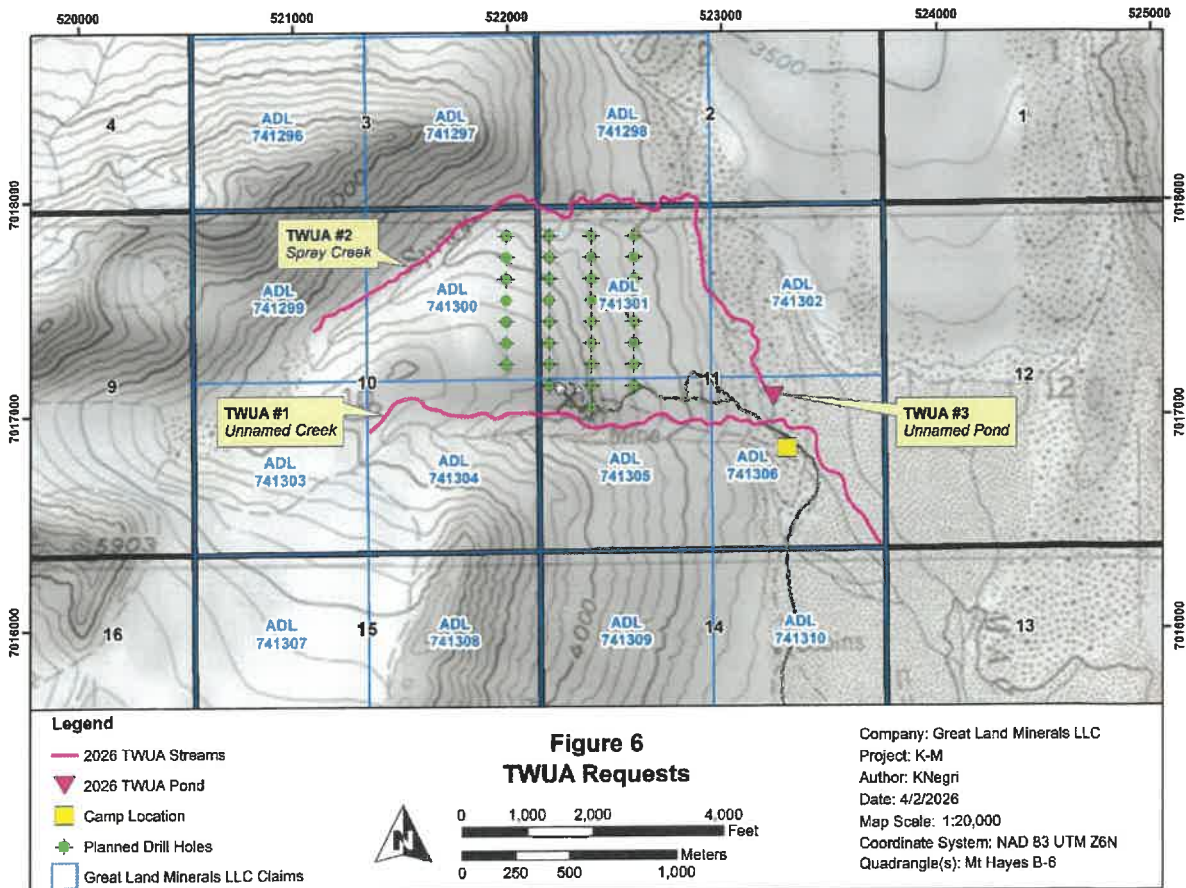 520000
521000
522000
523000
524000
525000
3500
4
ADL
741296
3
ADL
741297
ADL
741298
2
1
7018000
7018000
TWUA #2
Spray Creek
ADL
741299
ADL
741300
ADL
741301
ADL
741302
9
10
11
12
12
7017000
7017000
TWUA #1
Unnamed Creek
TWUA #3
Unnamed Pond
Mine
ADL
741303
ADL
741304
ADL
741305
ADL
741306
5903
16
ADL
741307
15
ADL
741308
6000
ADL
741309
14
ADL
741310
13
7016000
7016000
Legend
2026 TWUA Streams
2026 TWUA Pond
Camp Location
Planned Drill Holes
Great Land Minerals LLC Claims
Figure 6
TWUA Requests
N
0 1,000 2,000 4,000
Feet
Meters
0 250 500 1,000
Company: Great Land Minerals LLC
Project: K-M
Author: KNegri
Date: 4/2/2026
Map Scale: 1:20,000
Coordinate System: NAD 83 UTM Z6N
Quadrangle(s): Mt Hayes B-6